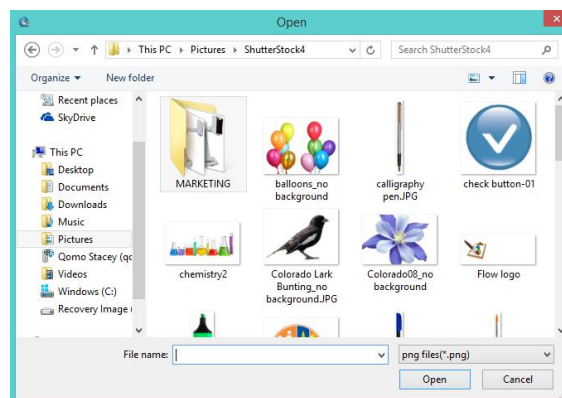 Open
This PC ▸ Pictures ▸ ShutterStock4
Search ShutterStock4
Organize
New folder
Recent places
SkyDrive
This PC
Desktop
Documents
Downloads
Music
Pictures
Qomo Stacey (qc
Videos
Windows (C:)
Recovery Image (
MARKETING
balloons_no
background
calligraphy
pen.JPG
check button-01
chemistry2
Colorado Lark
Bunting_no
background.JPG
Colorado08_no
background
Flow logo
File name:
png files(*.png)
Open
Cancel